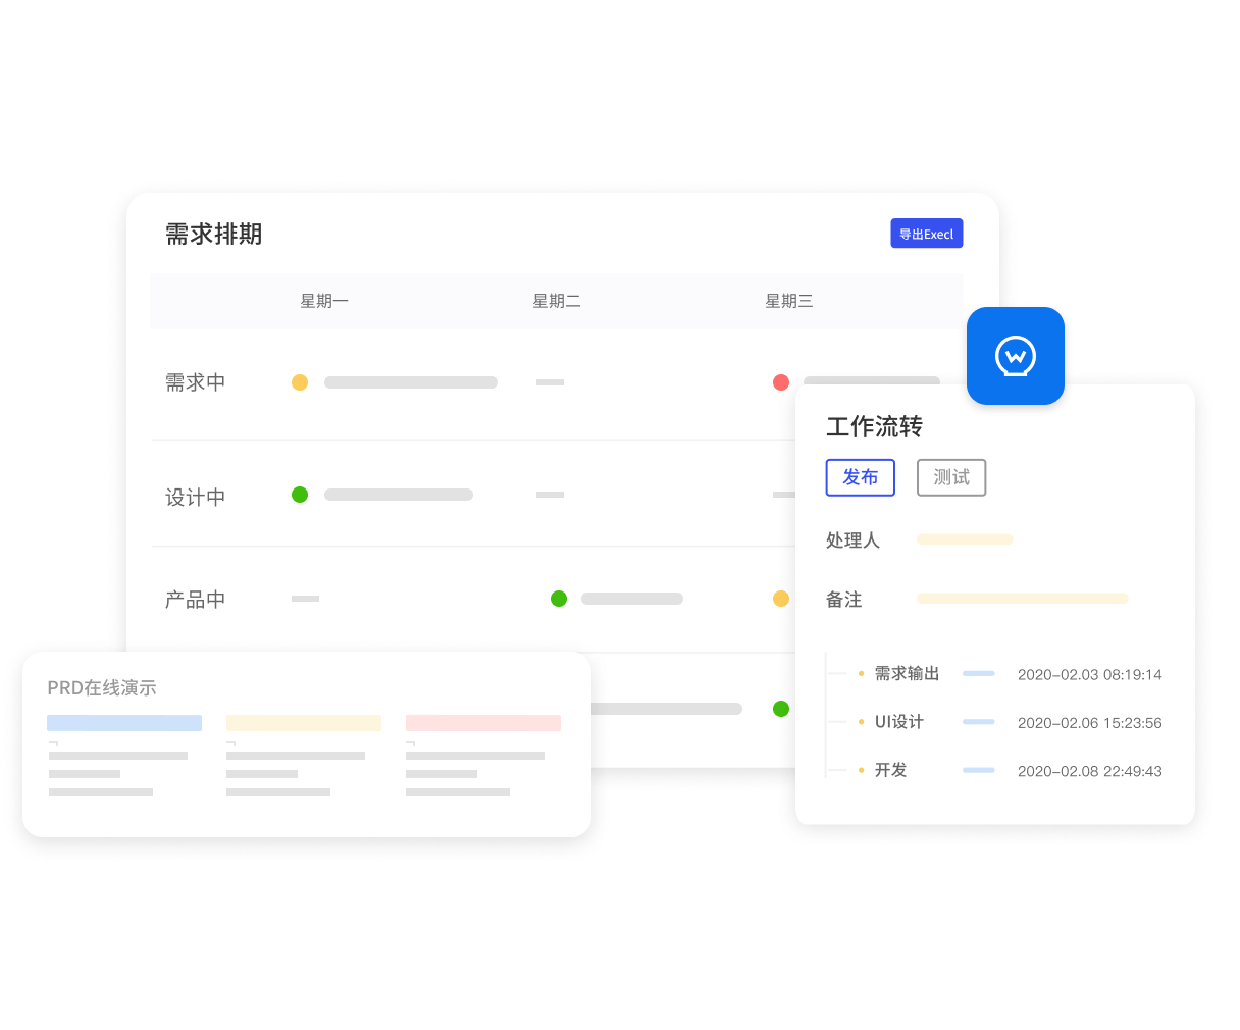 需求排期
导出Execl
星期一 星期二 星期三
需求中
设计中
产品中
工作流转
发布 测试
处理人
备注
需求输出 2020-02.03 08:19:14
UI设计 2020-02.06 15:23:56
开发 2020-02.08 22:49:43
PRD在线演示